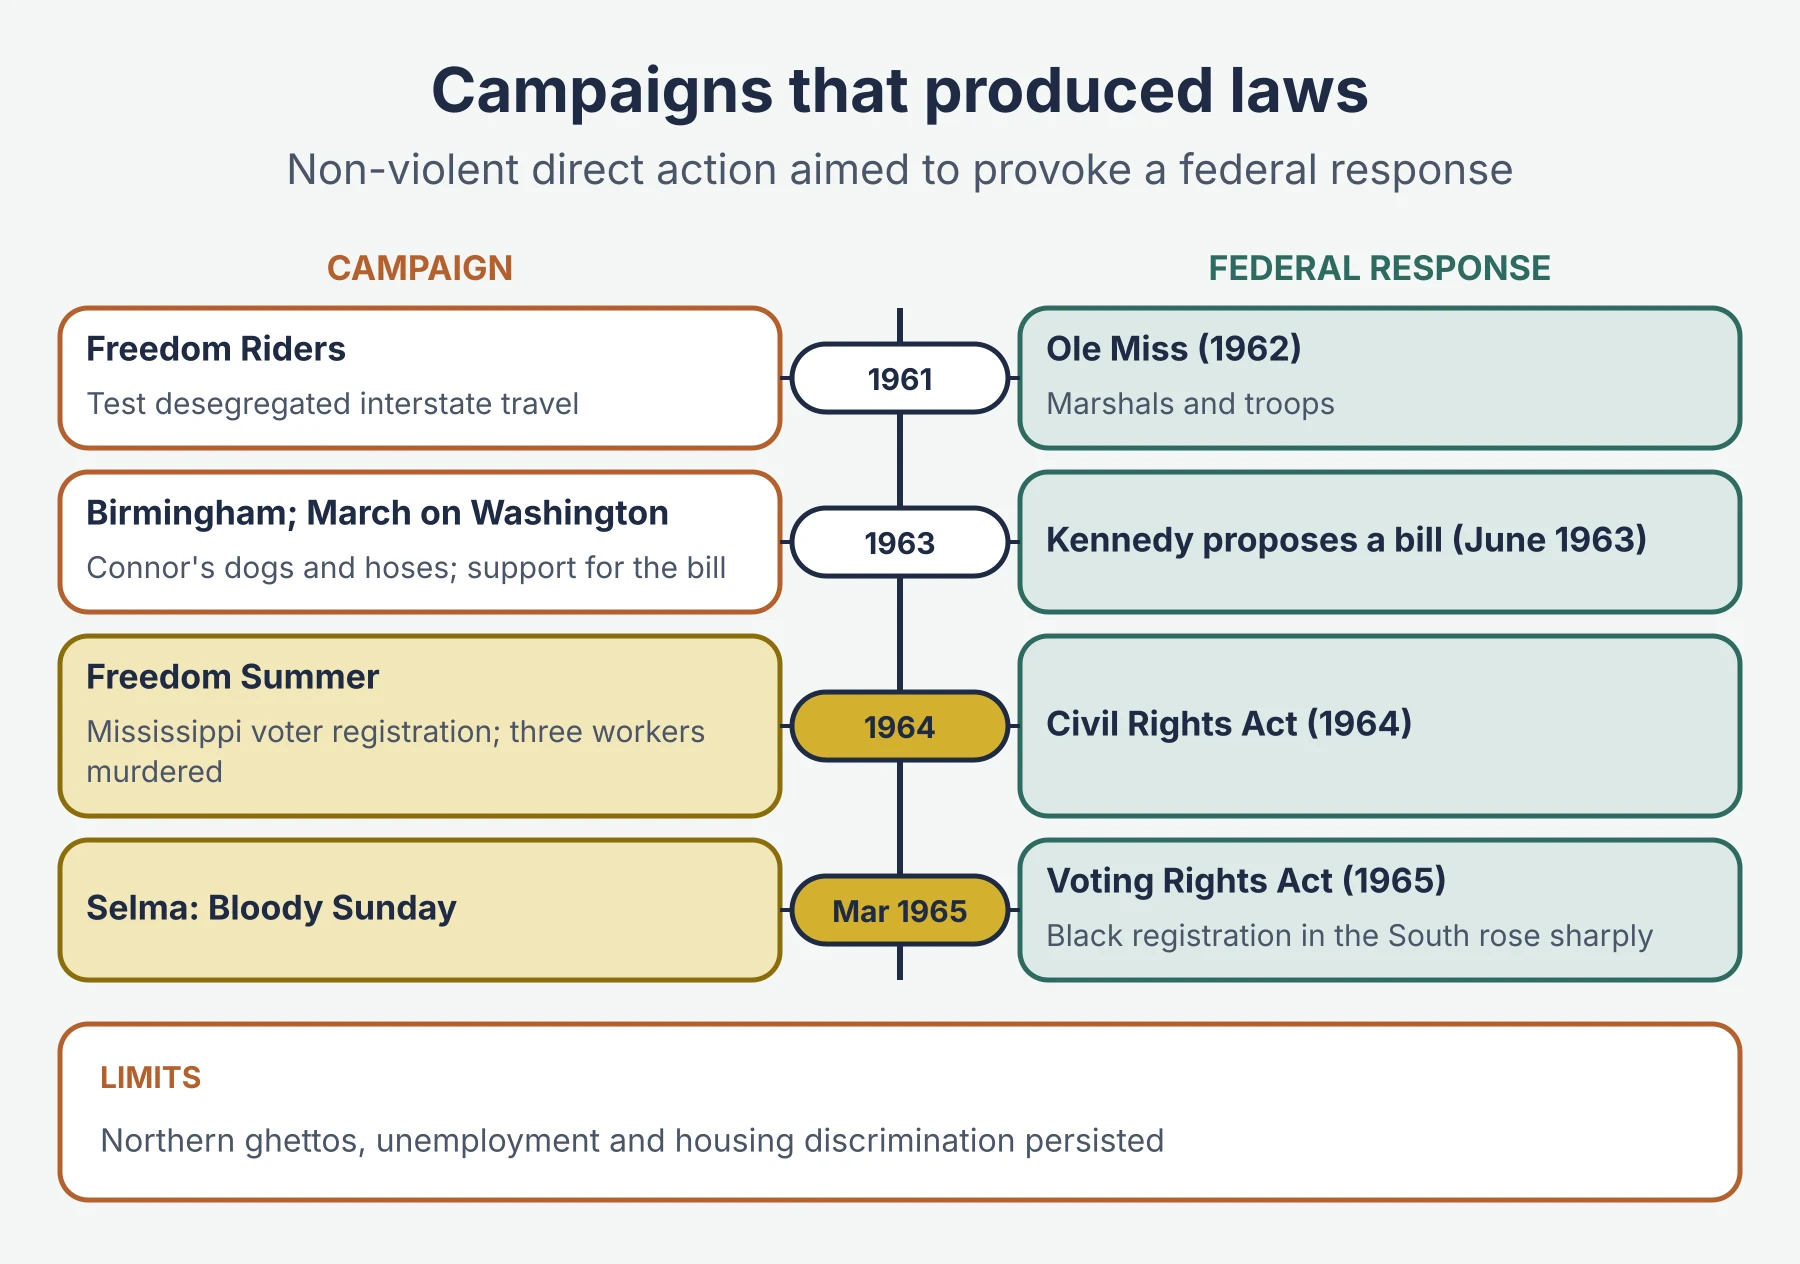 Campaigns that produced laws
Non-violent direct action aimed to provoke a federal response
CAMPAIGN
FEDERAL RESPONSE
Freedom Riders
Test desegregated interstate travel
1961
Ole Miss (1962)
Marshals and troops
Birmingham; March on Washington
Connor's dogs and hoses; support for the bill
1963
Kennedy proposes a bill (June 1963)
Freedom Summer
Mississippi voter registration; three workers
murdered
1964
Civil Rights Act (1964)
Selma: Bloody Sunday
Mar 1965
Voting Rights Act (1965)
Black registration in the South rose sharply
LIMITS
Northern ghettos, unemployment and housing discrimination persisted